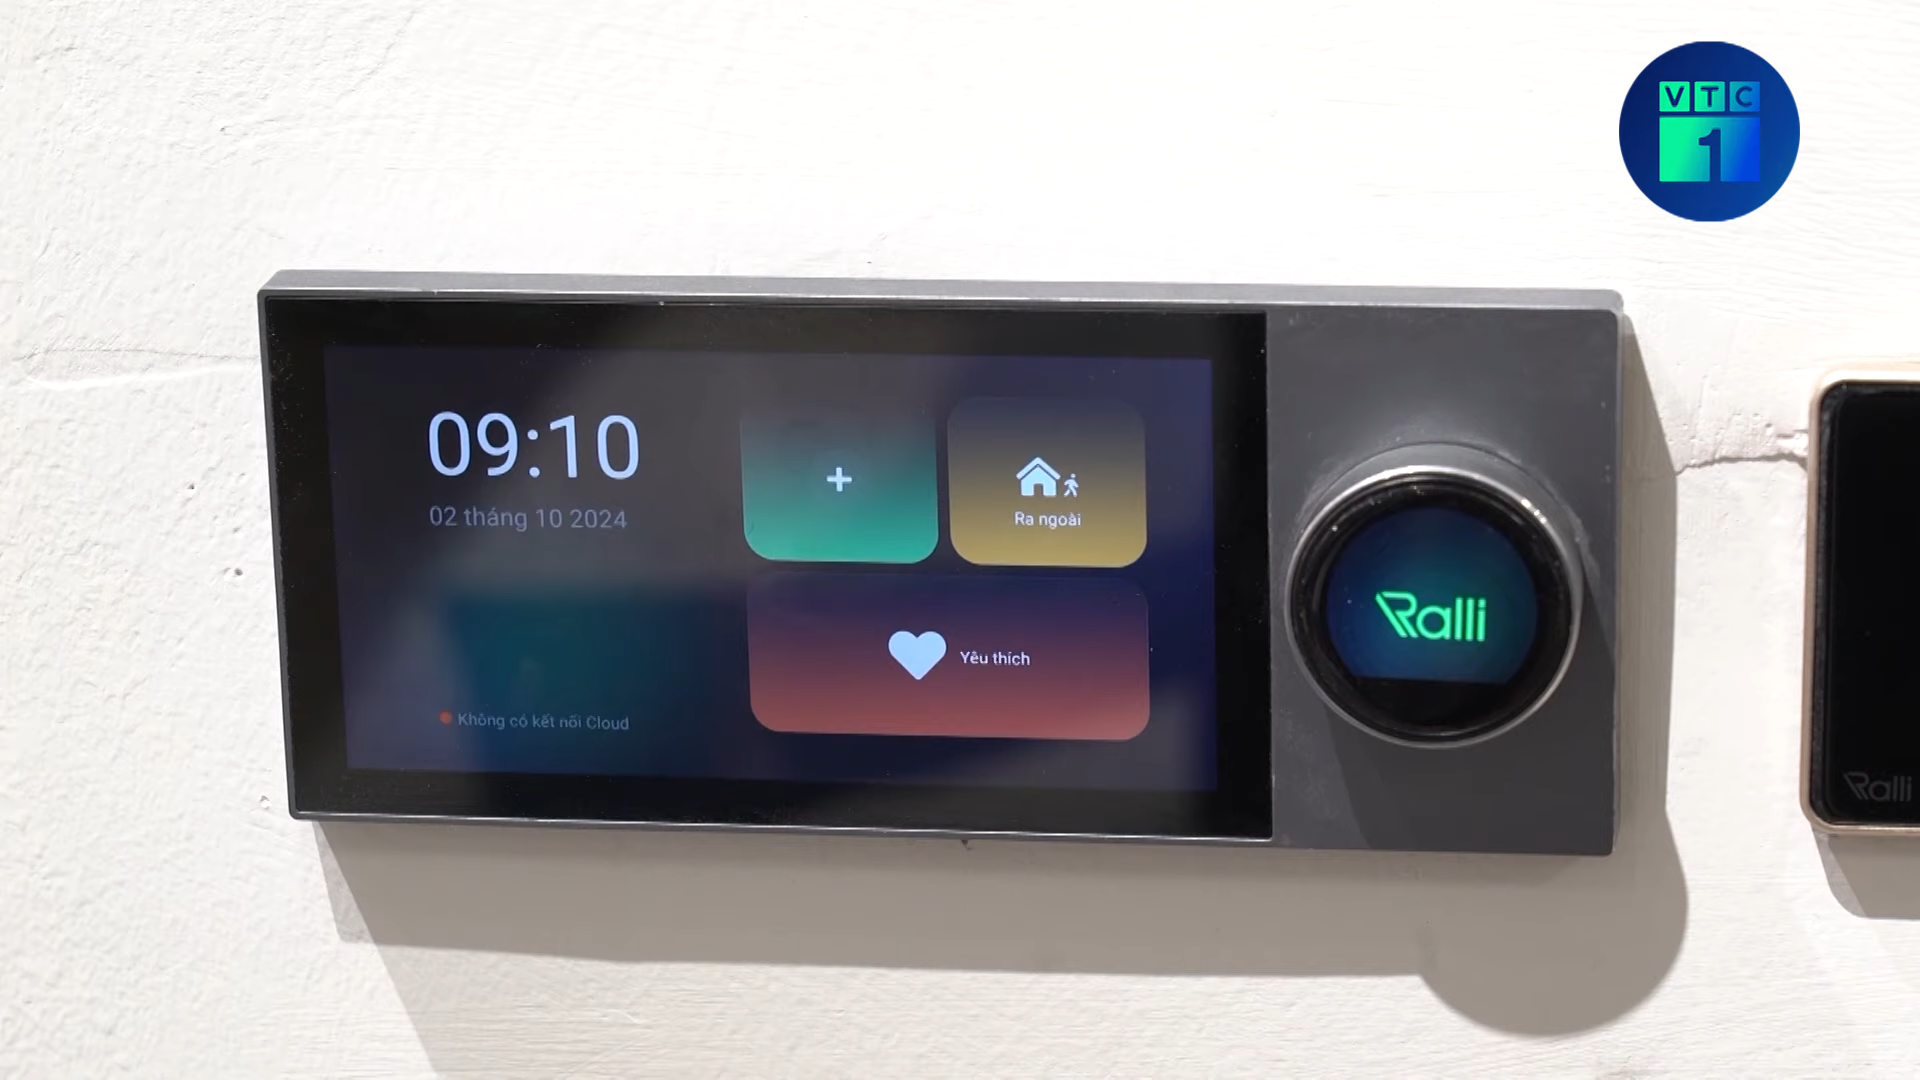 VTC
1
09:10
02 tháng 10 2024
+
Ra ngoài
Yêu thích
Không có kết nối Cloud
Ralli
Ralli